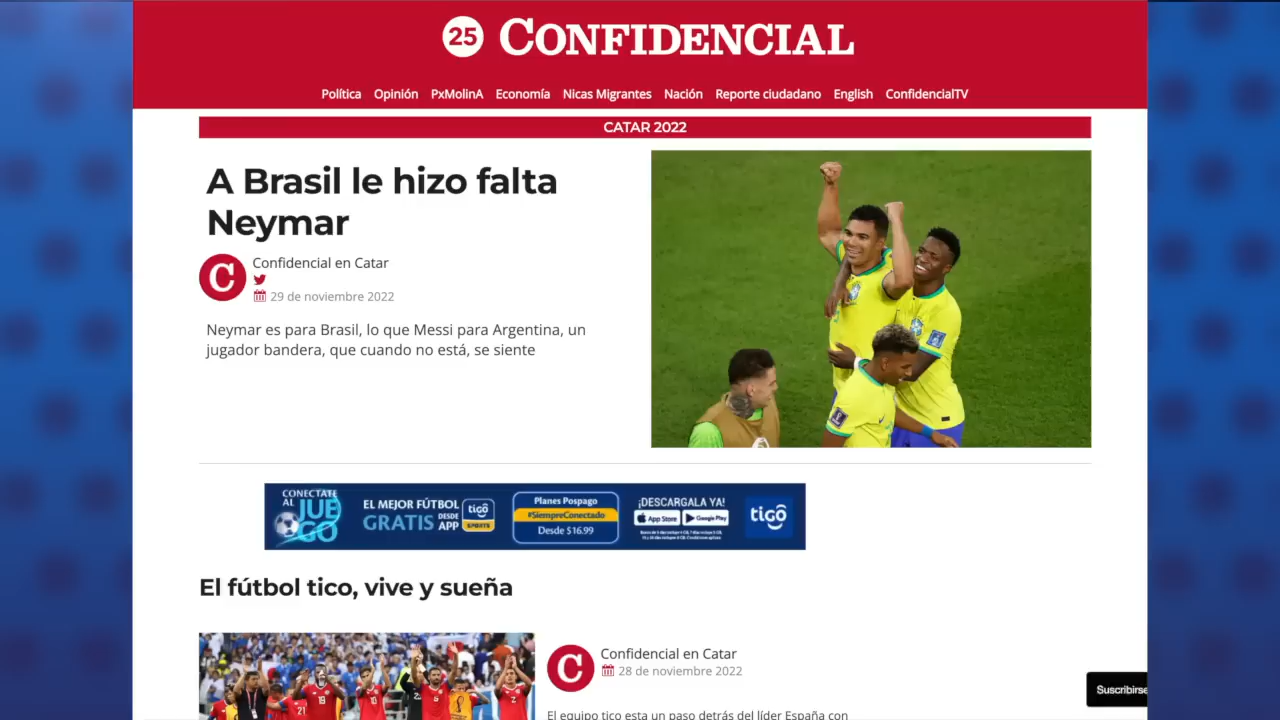 25 CONFIDENCIAL
Política Opinión PxMolinA Economía Nicas Migrantes Nación Reporte ciudadano English ConfidencialTV
CATAR 2022
A Brasil le hizo falta
Neymar
C
Confidencial en Catar
29 de noviembre 2022
Neymar es para Brasil, lo que Messi para Argentina, un
jugador bandera, que cuando no está, se siente
CONECTATE
AL JUEGO
EL MEJOR FÚTBOL
GRATIS DESDE APP
tigo
SPORTS
Planes Pospago
#SiempreConectado
Desde $16.99
¡DESCARGALA YA!
App Store
Google Play
tigo
El fútbol tico, vive y sueña
C
Confidencial en Catar
28 de noviembre 2022
Suscribirse
El equipo tico esta un paso detrás del líder España con